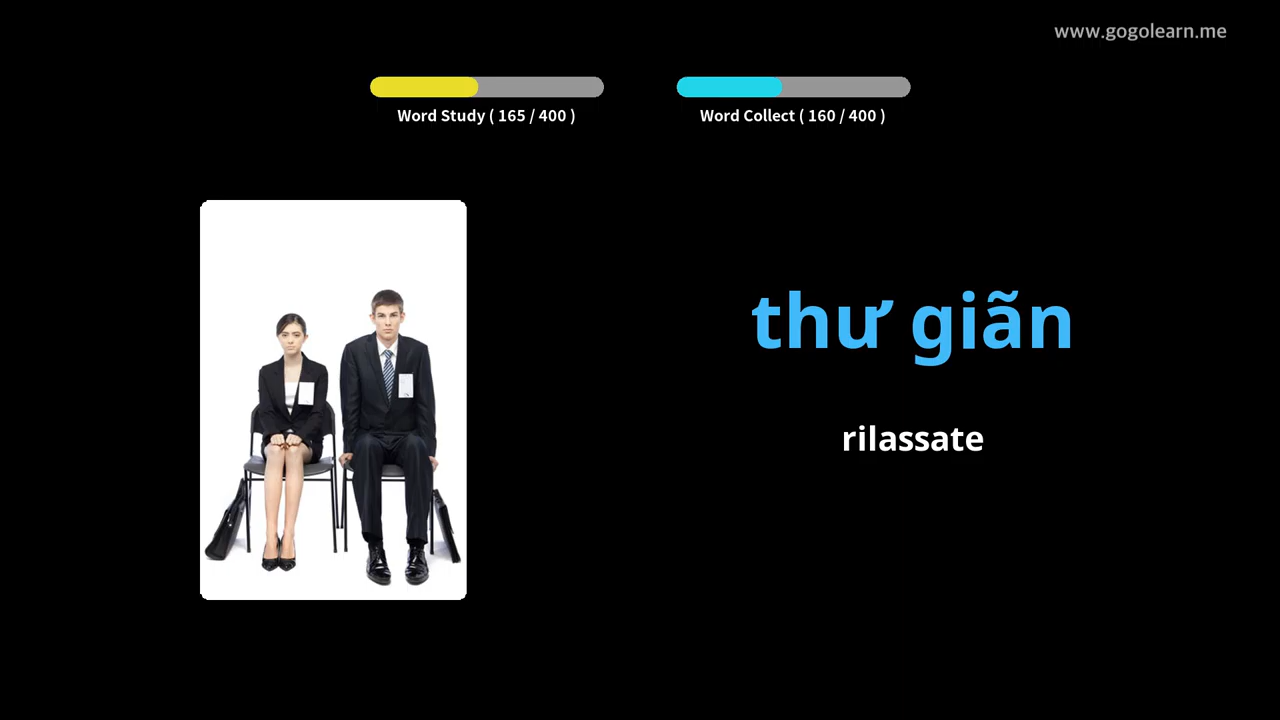 www.gogolearn.me
Word Study ( 165 / 400 )
Word Collect ( 160 / 400 )
thư giãn
rilassate